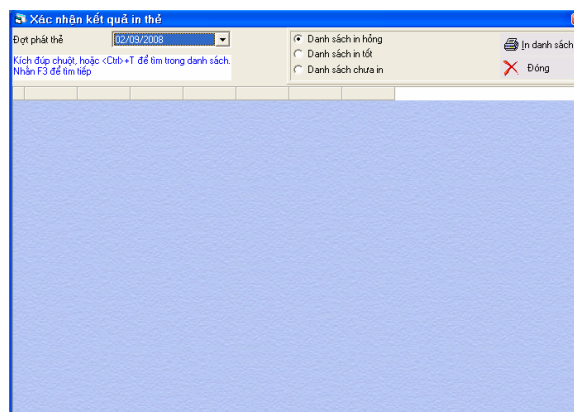 Xác nhận kết quả in thẻ
Đợt phát thẻ 02/09/2008
Kích đúp chuột, hoặc <Ctrl>+T để tìm trong danh sách.
Nhấn F3 để tìm tiếp
Danh sách in hỏng
Danh sách in tốt
Danh sách chưa in
In danh sách
Đóng